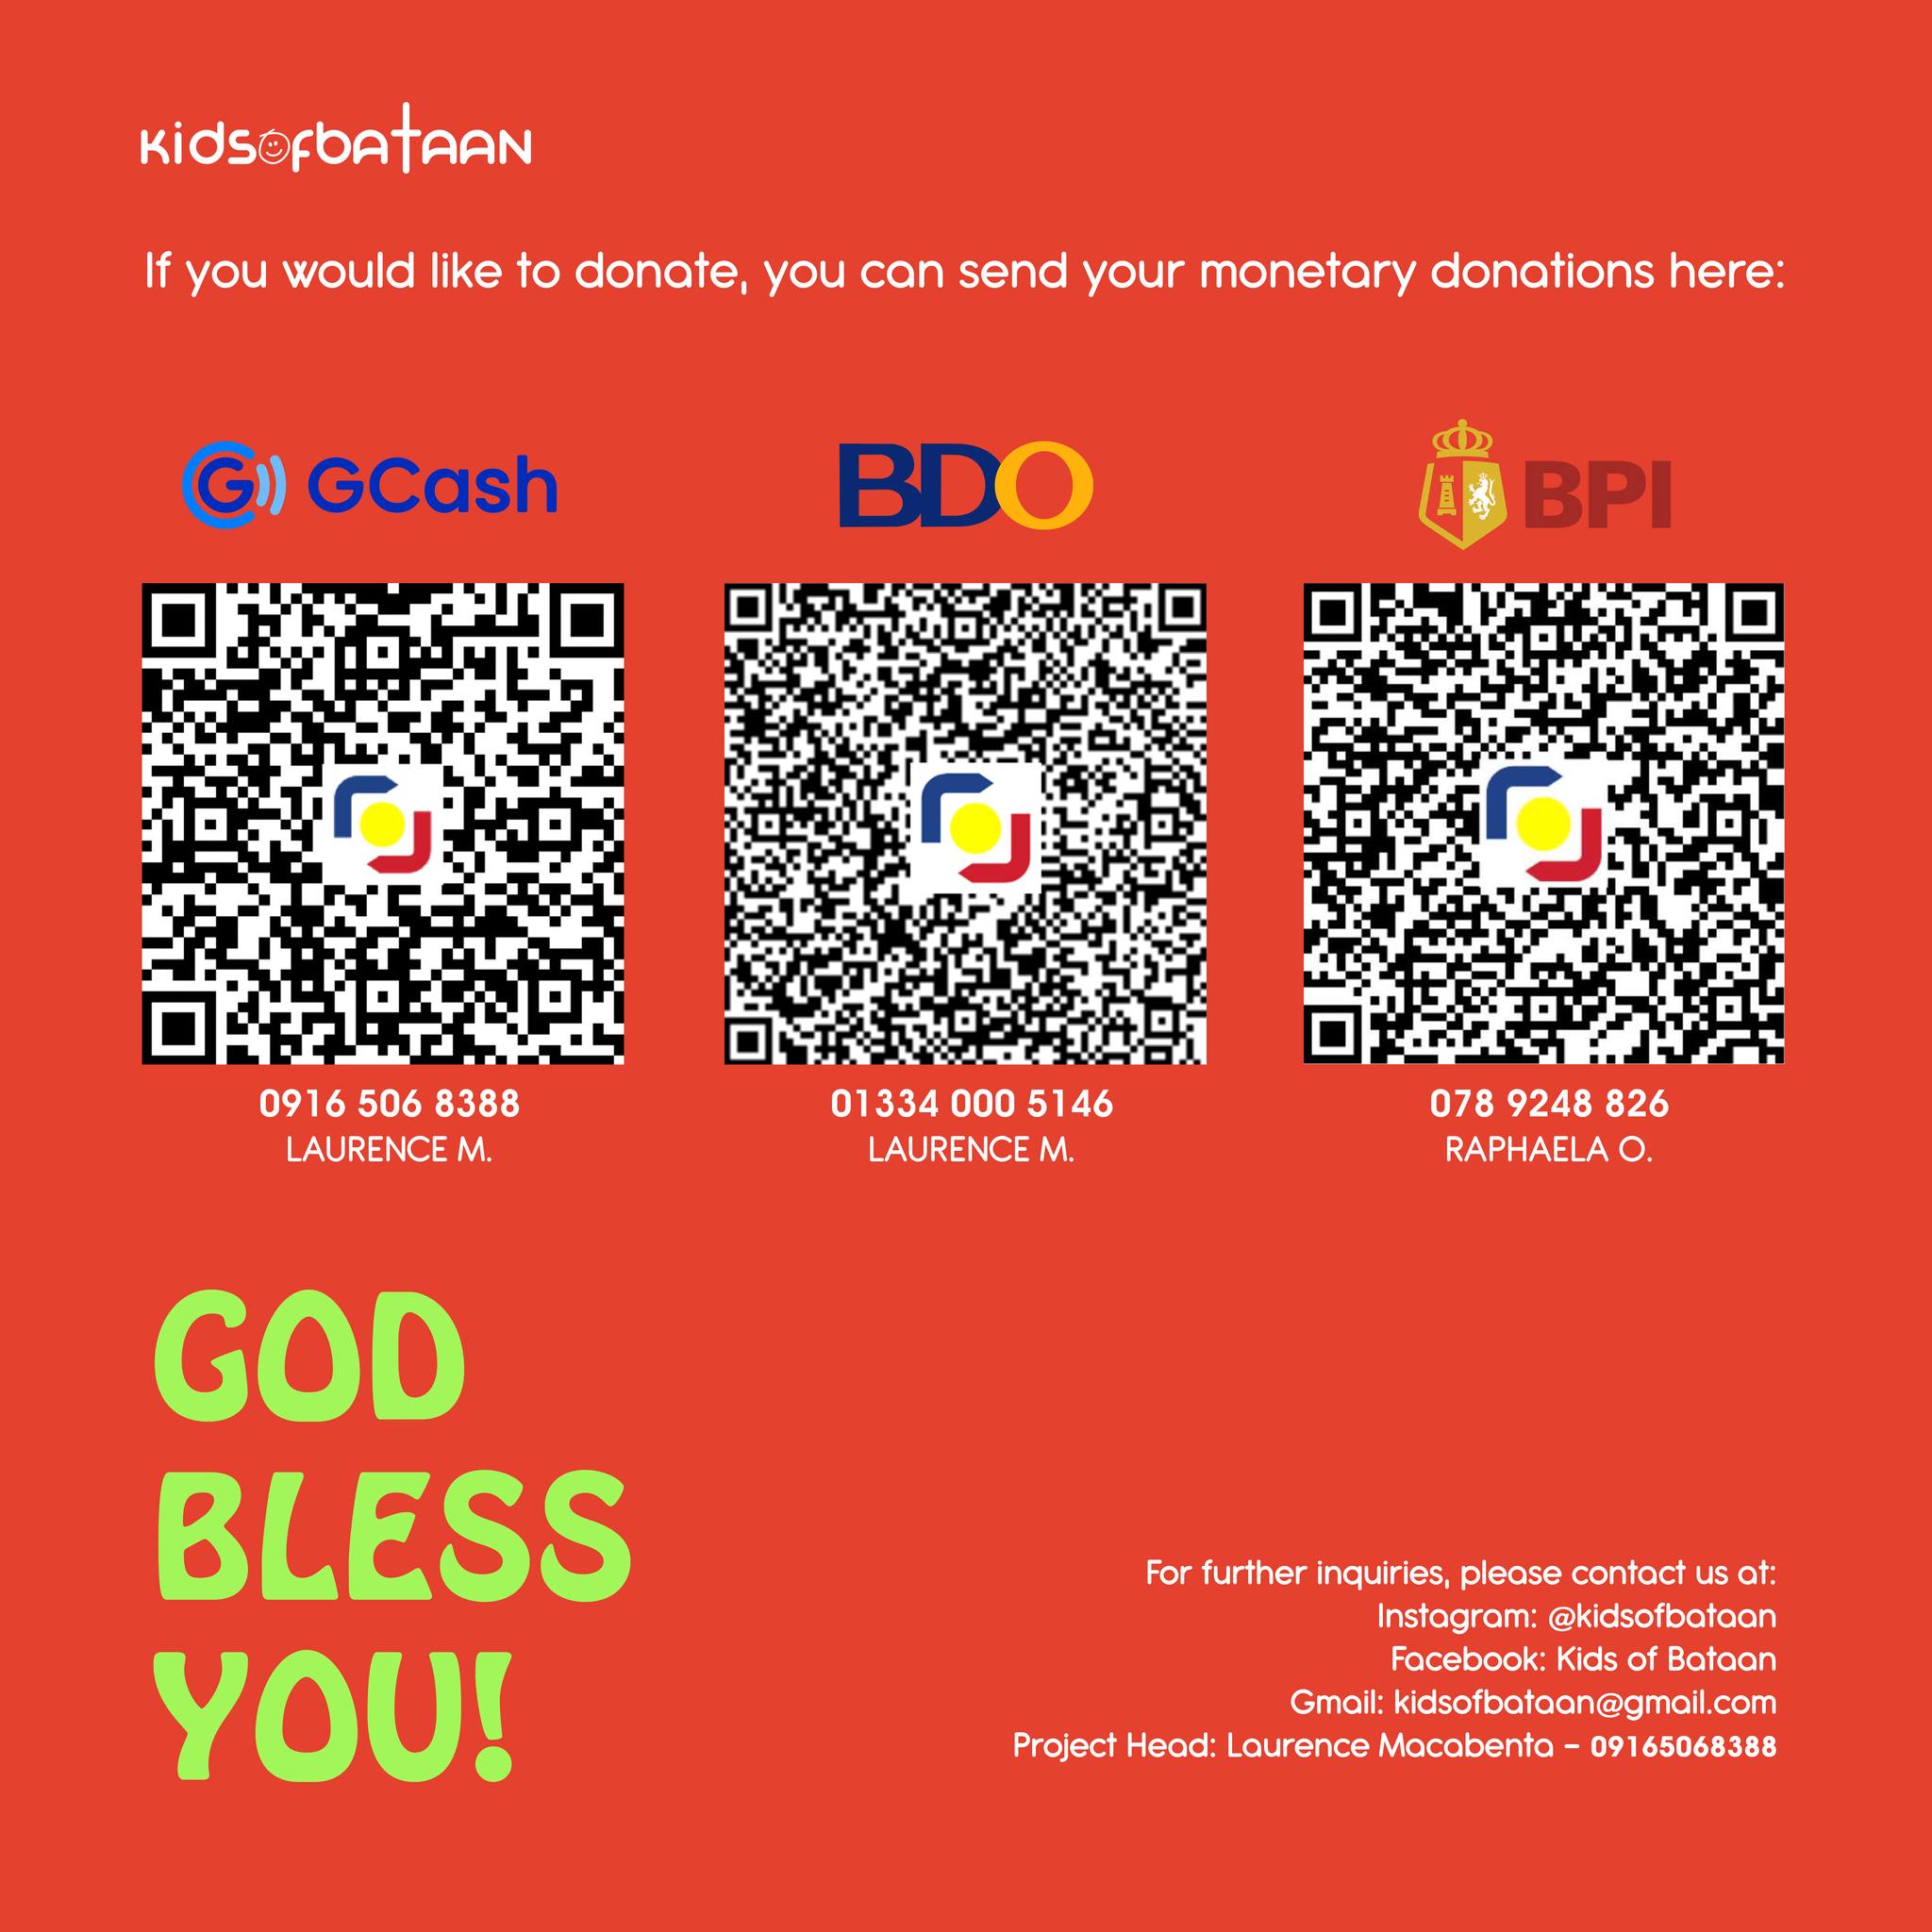 kidsofbataan
If you would like to donate, you can send your monetary donations here:
G GCash
BDO
BPI
0916 506 8388
LAURENCE M.
01334 000 5146
LAURENCE M.
078 9248 826
RAPHAELA O.
GOD
BLESS
YOU!
For further inquiries, please contact us at:
Instagram: @kidsofbataan
Facebook: Kids of Bataan
Gmail: kidsofbataan@gmail.com
Project Head: Laurence Macabenta – 09165068388